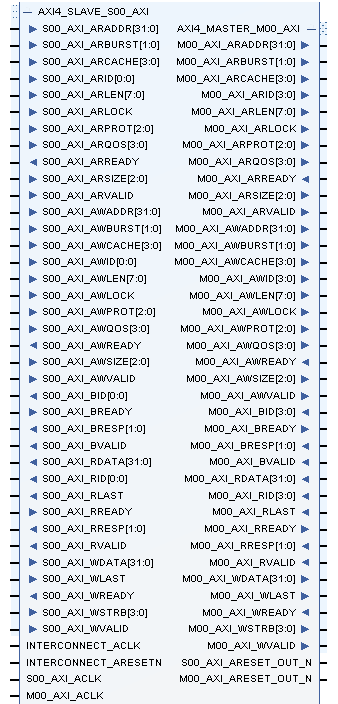 AXI4_SLAVE_S00_AXI
S00_AXI_ARADDR[31:0] AXI4_MASTER_M00_AXI
S00_AXI_ARBURST[1:0] M00_AXI_ARADDR[31:0]
S00_AXI_ARCACHE[3:0] M00_AXI_ARBURST[1:0]
S00_AXI_ARID[0:0] M00_AXI_ARCACHE[3:0]
S00_AXI_ARLEN[7:0] M00_AXI_ARID[3:0]
S00_AXI_ARLOCK M00_AXI_ARLEN[7:0]
S00_AXI_ARPROT[2:0] M00_AXI_ARLOCK
S00_AXI_ARQOS[3:0] M00_AXI_ARPROT[2:0]
S00_AXI_ARREADY M00_AXI_ARQOS[3:0]
S00_AXI_ARSIZE[2:0] M00_AXI_ARREADY
S00_AXI_ARVALID M00_AXI_ARSIZE[2:0]
S00_AXI_AWADDR[31:0] M00_AXI_ARVALID
S00_AXI_AWBURST[1:0] M00_AXI_AWADDR[31:0]
S00_AXI_AWCACHE[3:0] M00_AXI_AWBURST[1:0]
S00_AXI_AWID[0:0] M00_AXI_AWCACHE[3:0]
S00_AXI_AWLEN[7:0] M00_AXI_AWID[3:0]
S00_AXI_AWLOCK M00_AXI_AWLEN[7:0]
S00_AXI_AWPROT[2:0] M00_AXI_AWLOCK
S00_AXI_AWQOS[3:0] M00_AXI_AWPROT[2:0]
S00_AXI_AWREADY M00_AXI_AWQOS[3:0]
S00_AXI_AWSIZE[2:0] M00_AXI_AWREADY
S00_AXI_AWVALID M00_AXI_AWSIZE[2:0]
S00_AXI_BID[0:0] M00_AXI_AWVALID
S00_AXI_BREADY M00_AXI_BID[3:0]
S00_AXI_BRESP[1:0] M00_AXI_BREADY
S00_AXI_BVALID M00_AXI_BRESP[1:0]
S00_AXI_RDATA[31:0] M00_AXI_BVALID
S00_AXI_RID[0:0] M00_AXI_RDATA[31:0]
S00_AXI_RLAST M00_AXI_RID[3:0]
S00_AXI_RREADY M00_AXI_RLAST
S00_AXI_RRESP[1:0] M00_AXI_RREADY
S00_AXI_RVALID M00_AXI_RRESP[1:0]
S00_AXI_WDATA[31:0] M00_AXI_RVALID
S00_AXI_WLAST M00_AXI_WDATA[31:0]
S00_AXI_WREADY M00_AXI_WLAST
S00_AXI_WSTRB[3:0] M00_AXI_WREADY
S00_AXI_WVALID M00_AXI_WSTRB[3:0]
INTERCONNECT_ACLK M00_AXI_WVALID
INTERCONNECT_ARESETN S00_AXI_ARESET_OUT_N
S00_AXI_ACLK M00_AXI_ARESET_OUT_N
M00_AXI_ACLK